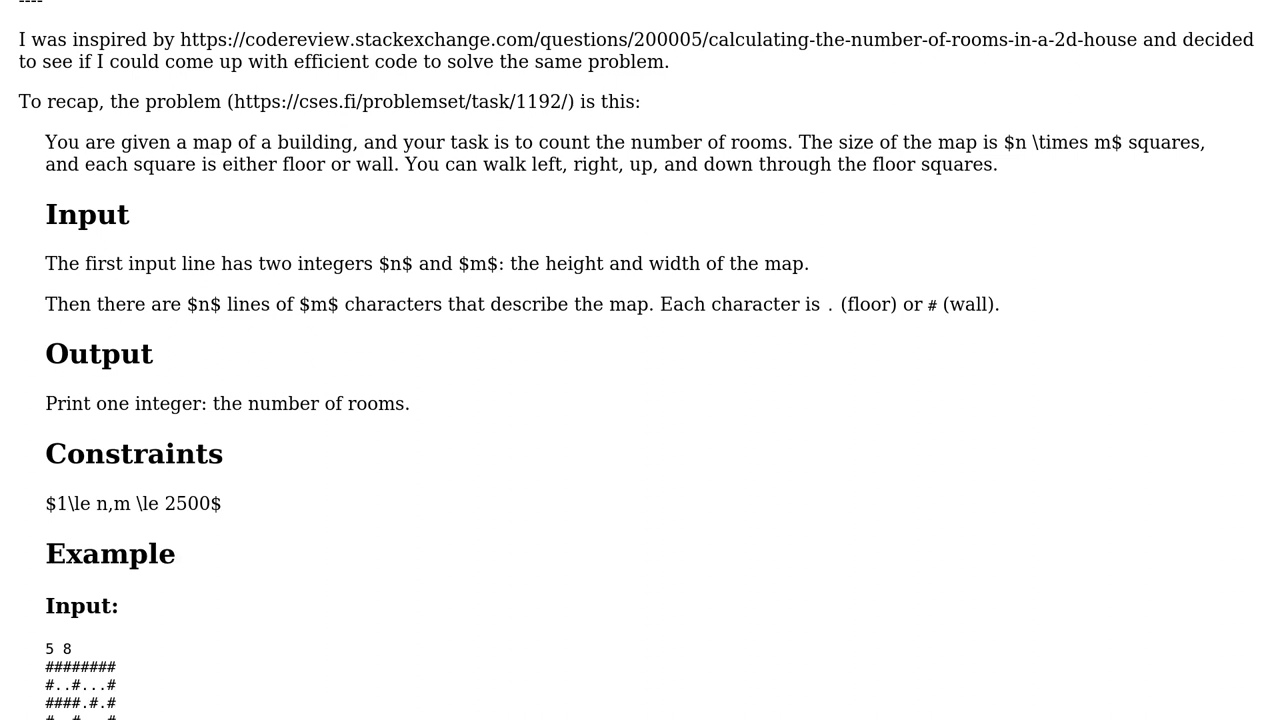 ----
I was inspired by https://codereview.stackexchange.com/questions/200005/calculating-the-number-of-rooms-in-a-2d-house and decided
to see if I could come up with efficient code to solve the same problem.
To recap, the problem (https://cses.fi/problemset/task/1192/) is this:
You are given a map of a building, and your task is to count the number of rooms. The size of the map is $n \times m$ squares,
and each square is either floor or wall. You can walk left, right, up, and down through the floor squares.
Input
The first input line has two integers $n$ and $m$: the height and width of the map.
Then there are $n$ lines of $m$ characters that describe the map. Each character is . (floor) or # (wall).
Output
Print one integer: the number of rooms.
Constraints
$1\le n,m \le 2500$
Example
Input:
5 8
########
#..#...#
####.#.#